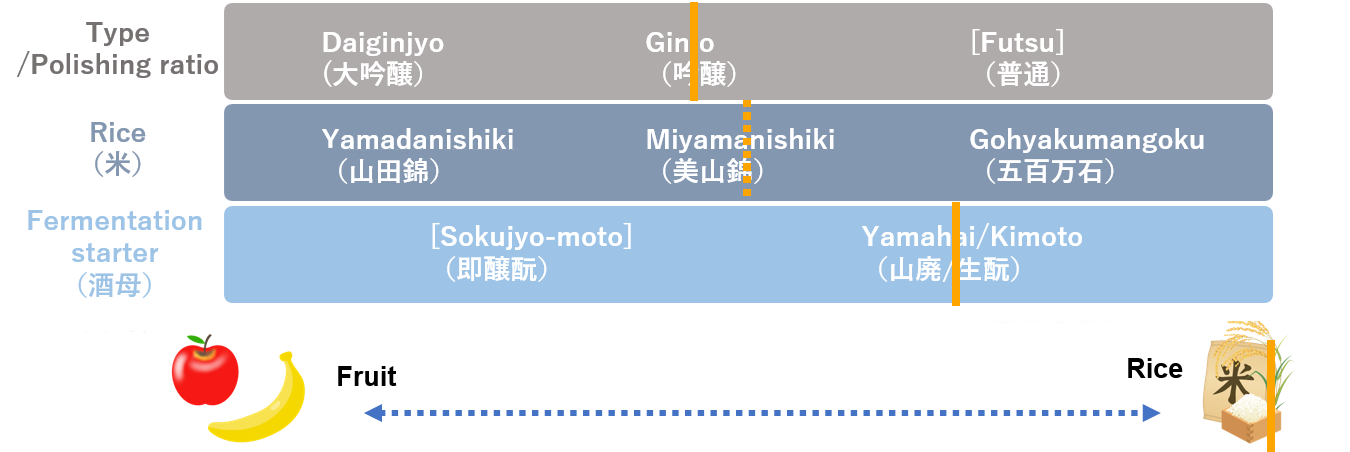 Type
/Polishing ratio
Daiginjyo
（大吟醸）
Ginjo
（吟醸）
[Futsu]
（普通）
Rice
（米）
Yamadanishiki
（山田錦）
Miyamanishiki
（美山錦）
Gohyakumangoku
（五百万石）
Fermentation
starter
（酒母）
[Sokujyo-moto]
（即醸酛）
Yamahai/Kimoto
（山廃/生酛）
Fruit
Rice
米